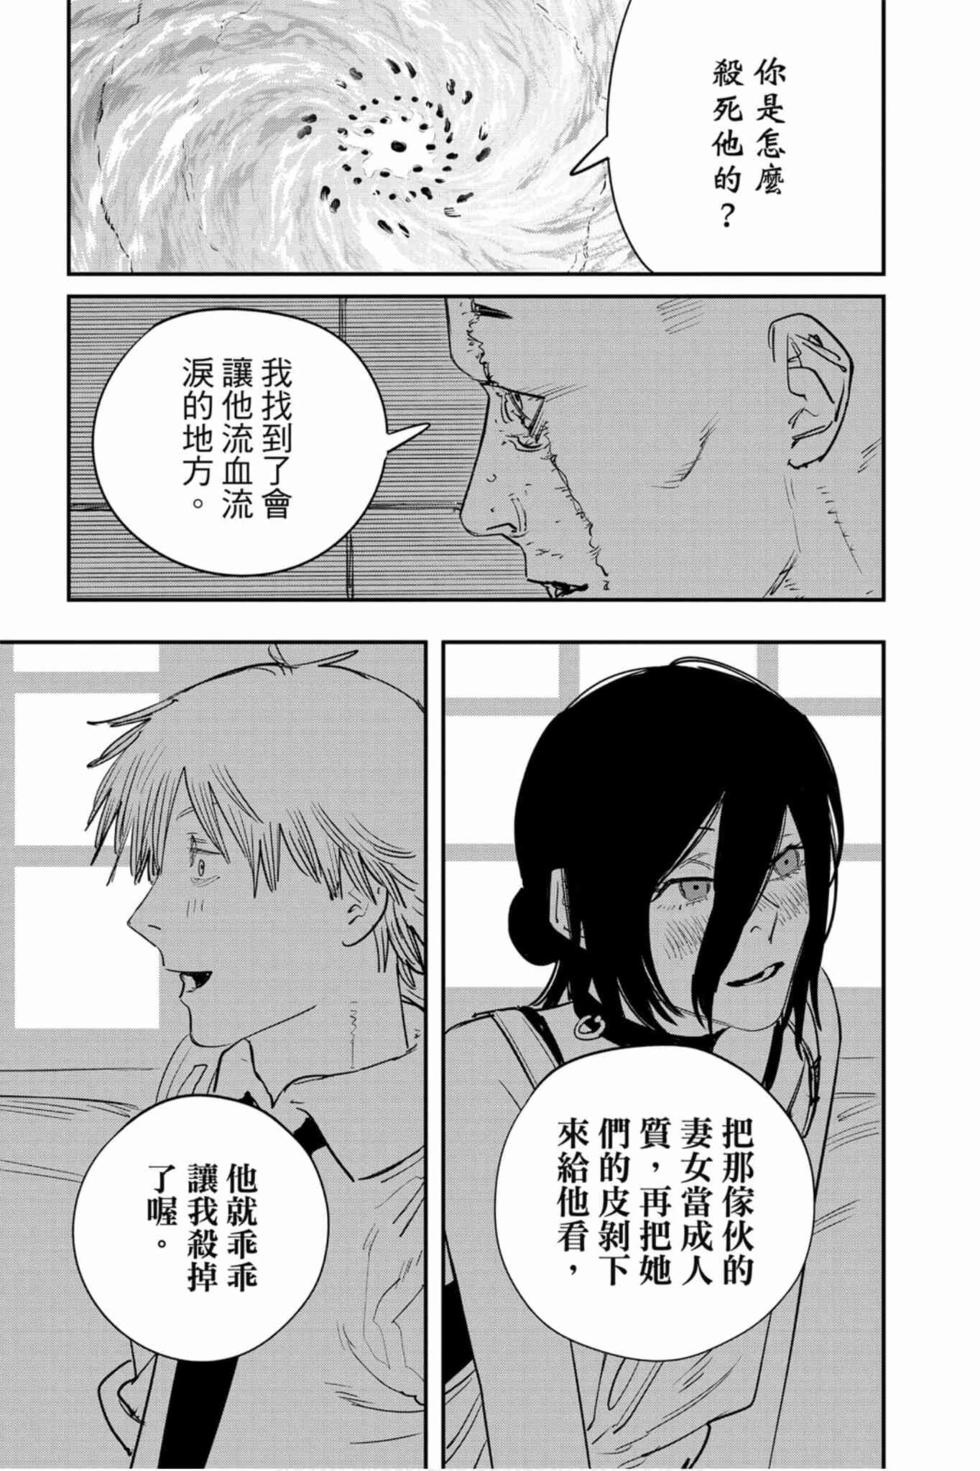 你是怎麼
殺死他的？
我找到了會
讓他流血流
淚的地方。
把那傢伙的
妻女當成人
質，再把她
們的皮剝下
來給他看，
他就乖乖
讓我殺掉
了喔。